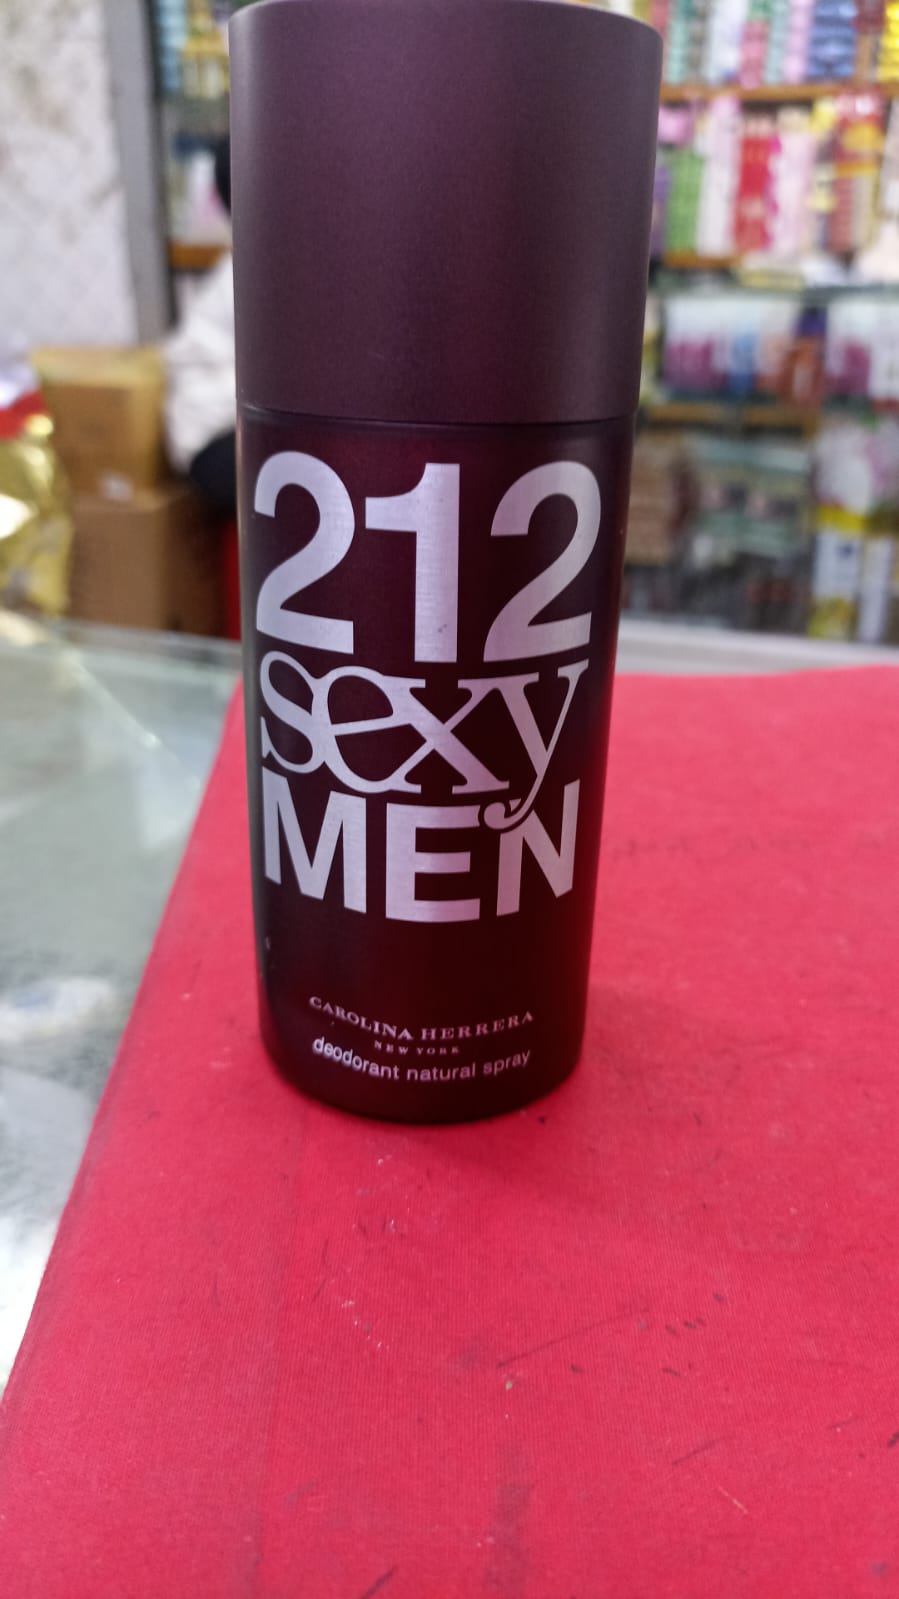 212
sexy
MEN
CAROLINA HERRERA
NEW YORK
deodorant natural spray